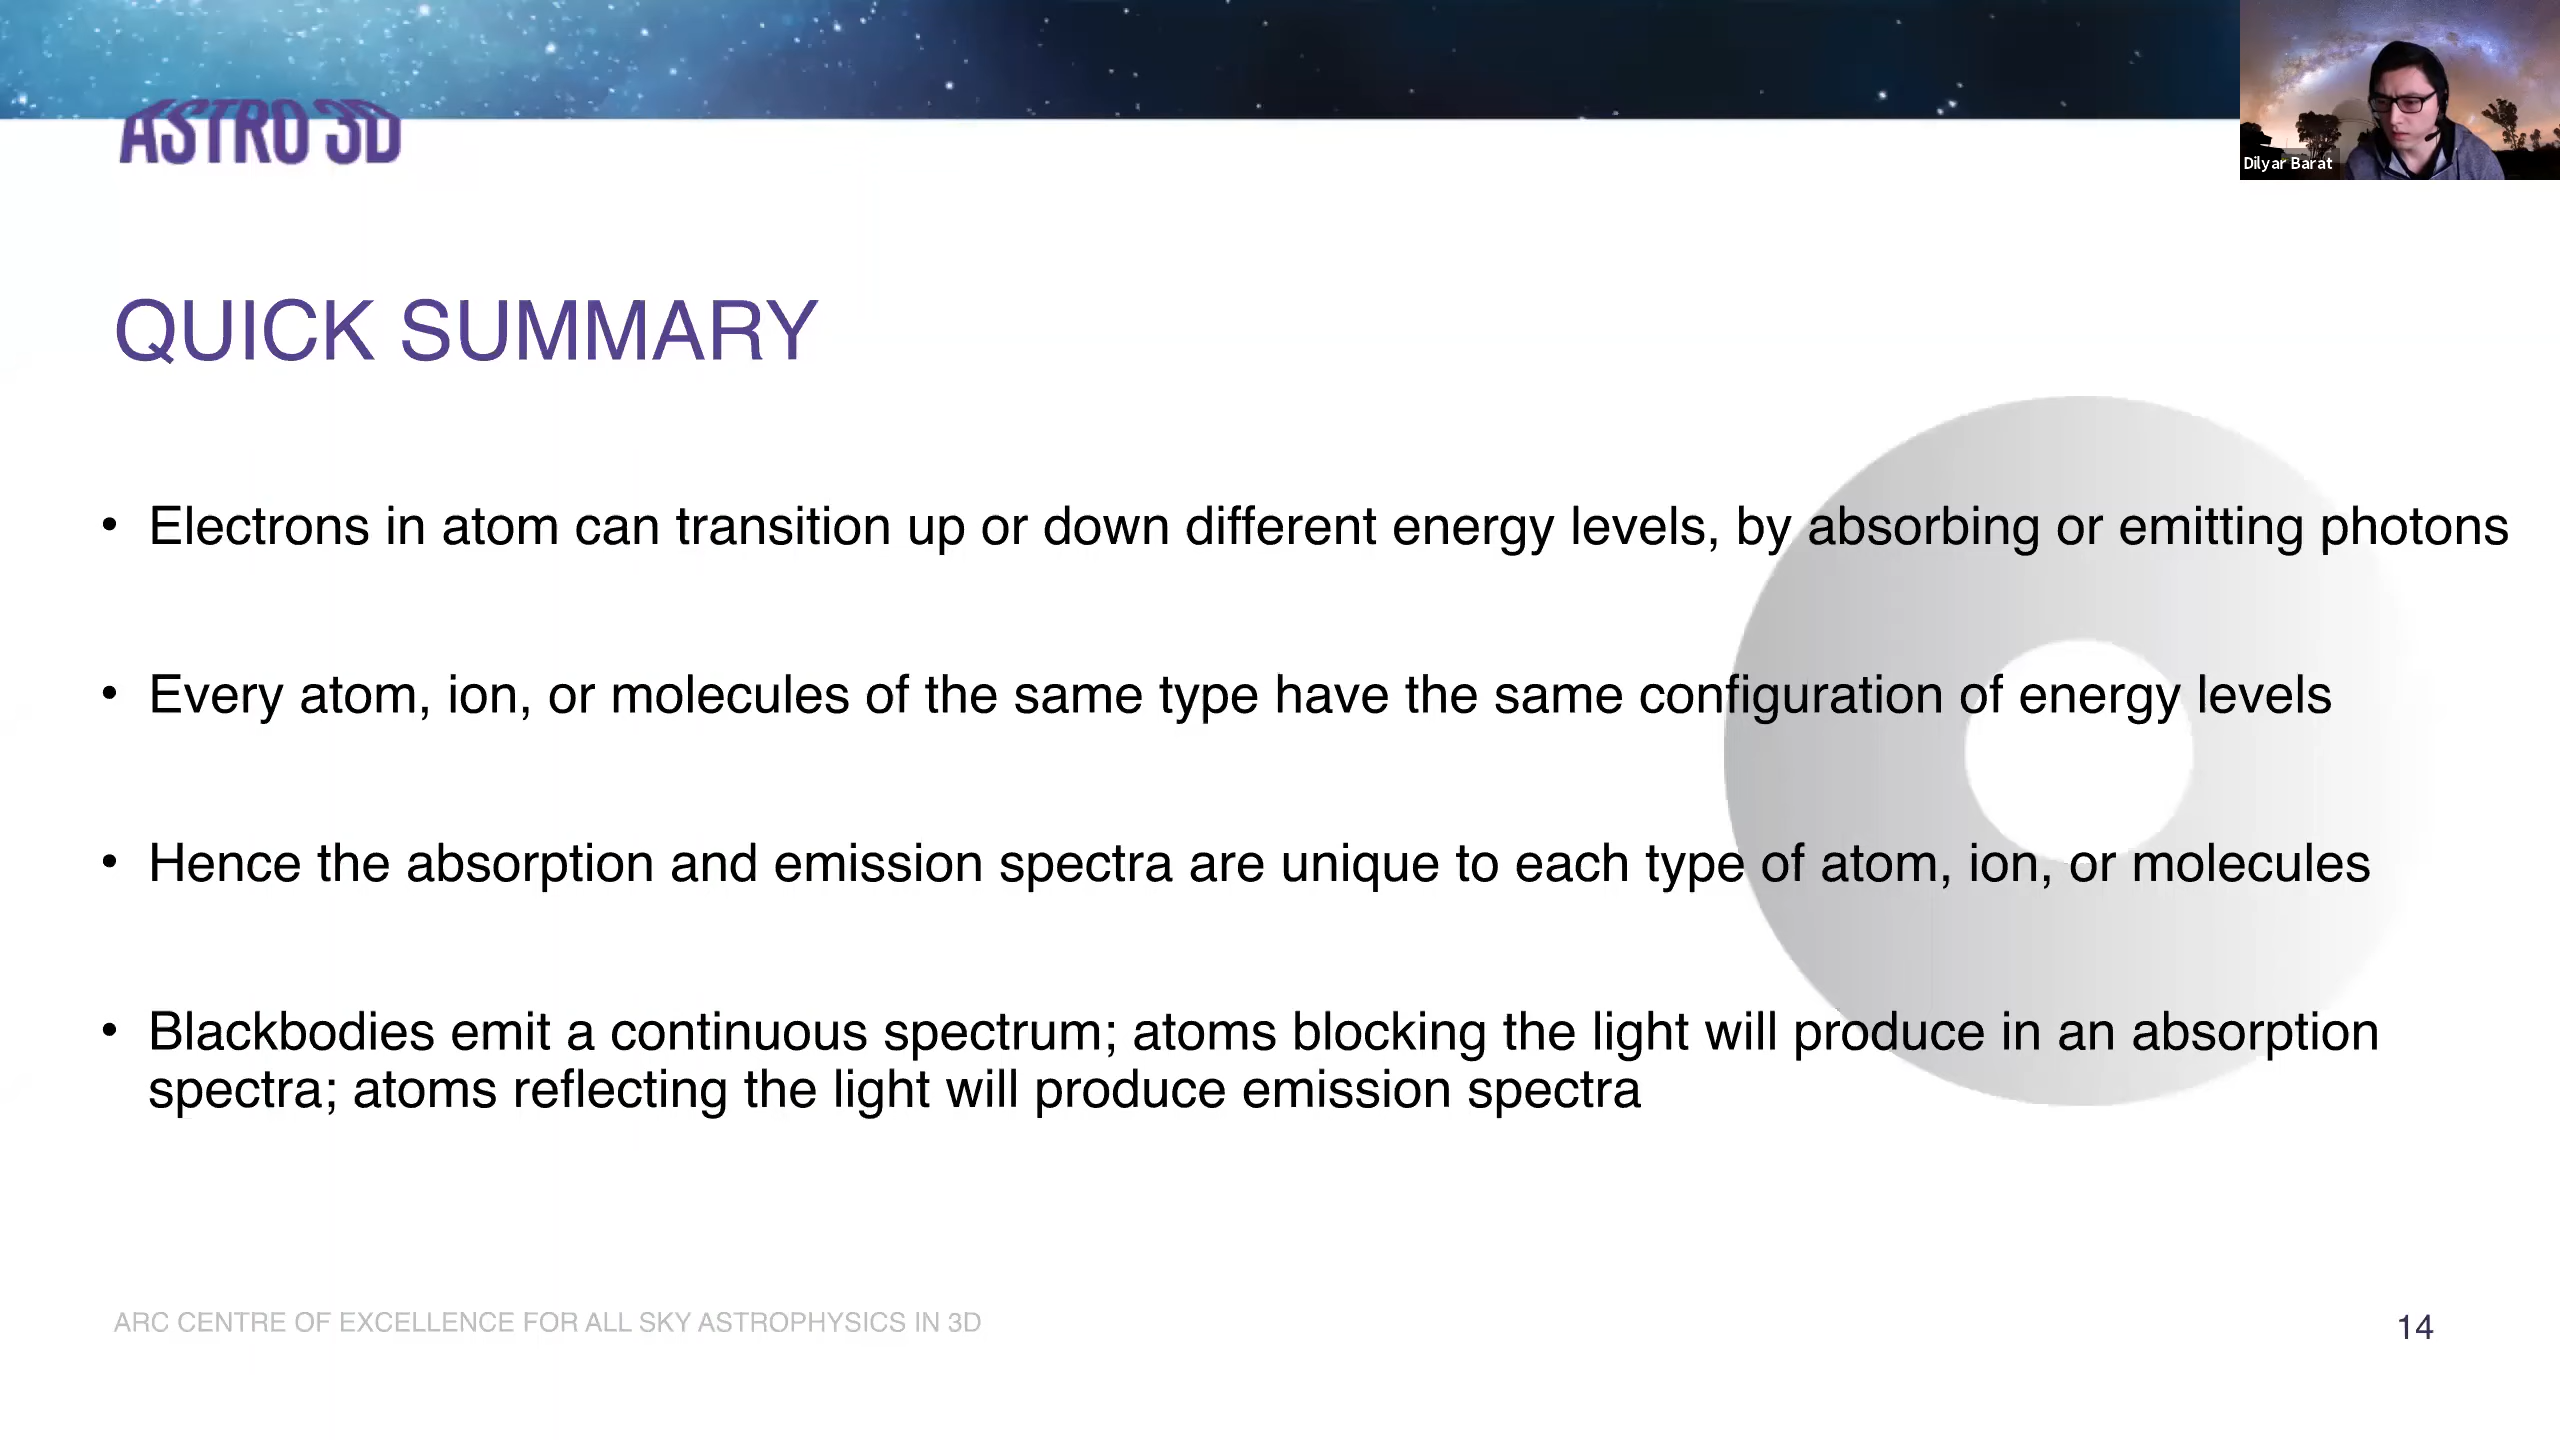 ASTRO 3D
Dilyar Barat
QUICK SUMMARY
• Electrons in atom can transition up or down different energy levels, by absorbing or emitting photons
• Every atom, ion, or molecules of the same type have the same configuration of energy levels
• Hence the absorption and emission spectra are unique to each type of atom, ion, or molecules
• Blackbodies emit a continuous spectrum; atoms blocking the light will produce in an absorption
spectra; atoms reflecting the light will produce emission spectra
ARC CENTRE OF EXCELLENCE FOR ALL SKY ASTROPHYSICS IN 3D
14